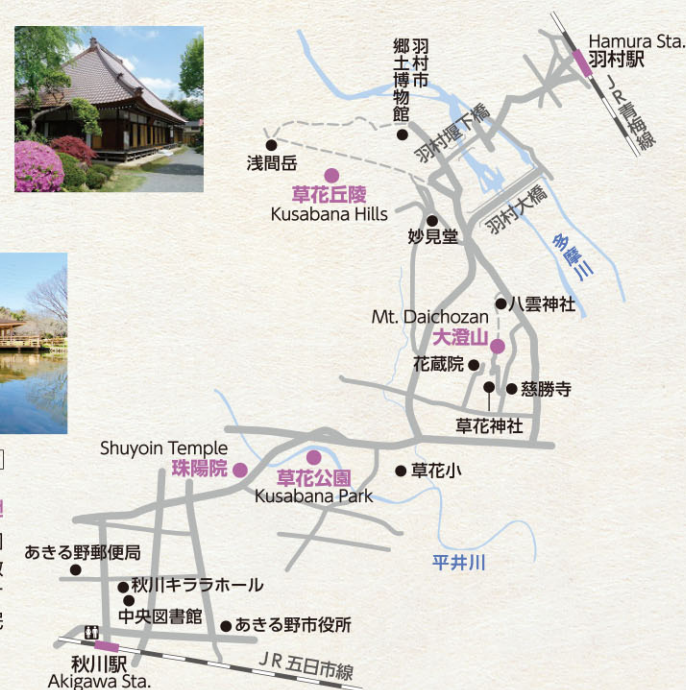 Hamura Sta.
羽村駅
JR青梅線
羽村市
郷土博物館
羽村堰下橋
浅間岳
草花丘陵
Kusabana Hills
羽村大橋
妙見堂
多摩川
八雲神社
Mt. Daichozan
大澄山
花蔵院
慈勝寺
草花神社
Shuyoin Temple
珠陽院
草花公園
Kusabana Park
草花小
平井川
あきる野郵便局
秋川キララホール
中央図書館
あきる野市役所
秋川駅
Akigawa Sta.
JR五日市線